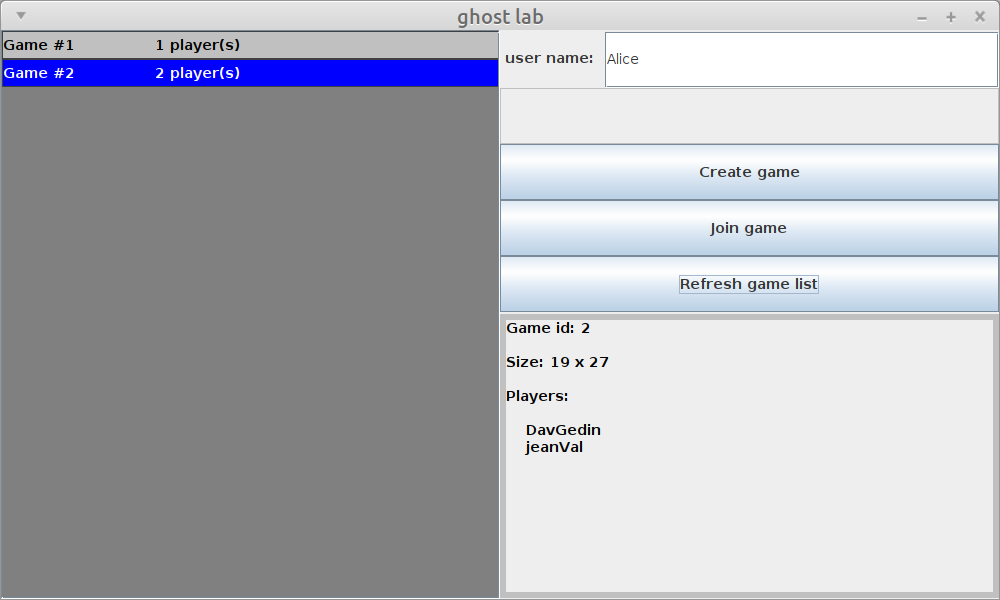 ghost lab
Game #1 1 player(s)
Game #2 2 player(s)
user name: Alice
Create game
Join game
Refresh game list
Game id: 2
Size: 19 x 27
Players:
DavGedin
jeanVal